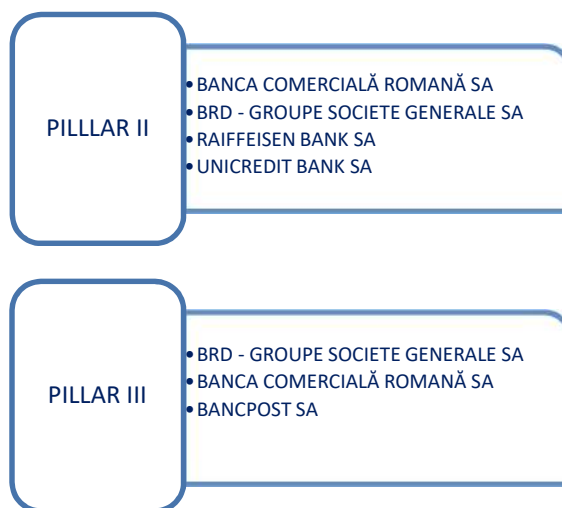 PILLLAR II
•BANCA COMERCIALĂ ROMANĂ SA
•BRD - GROUPE SOCIETE GENERALE SA
•RAIFFEISEN BANK SA
•UNICREDIT BANK SA
PILLAR III
•BRD - GROUPE SOCIETE GENERALE SA
•BANCA COMERCIALĂ ROMANĂ SA
•BANCPOST SA